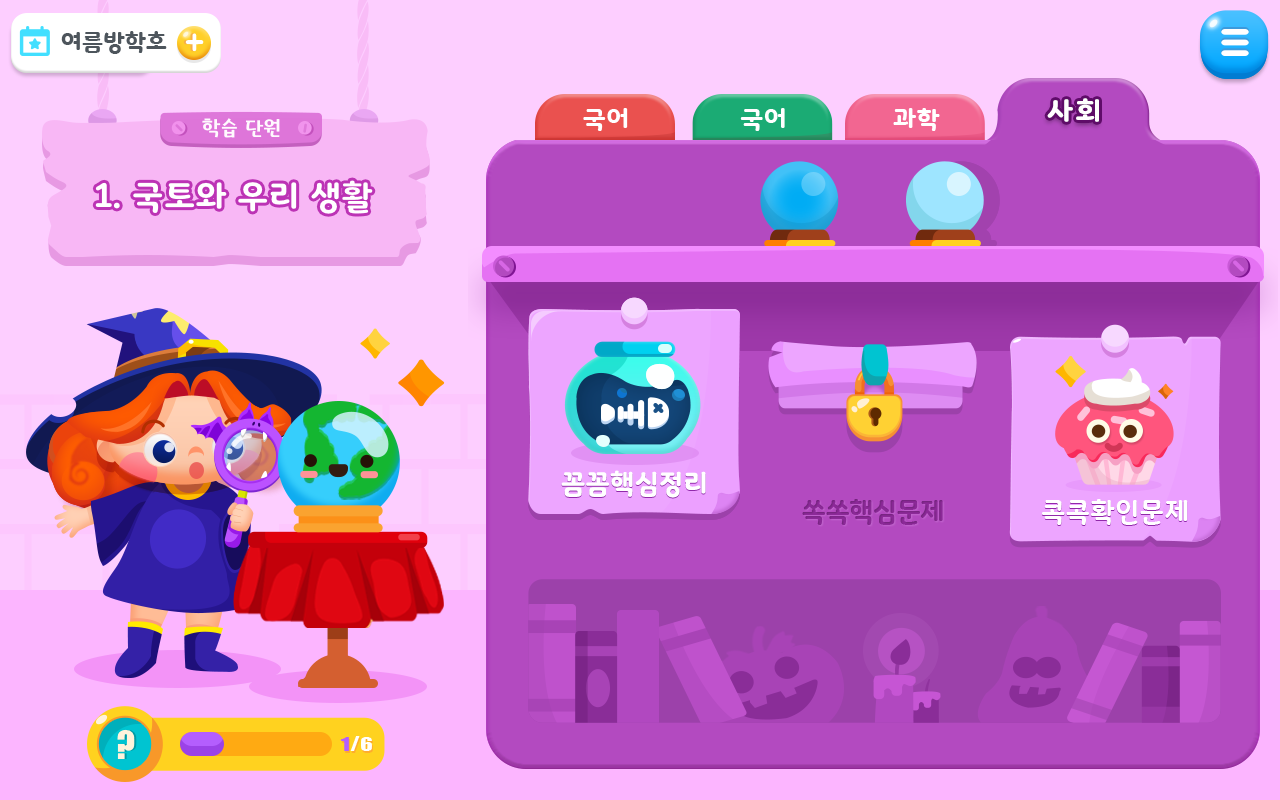 여름방학호
학습 단원
1. 국토와 우리 생활
국어
국어
과학
사회
꼼꼼핵심정리
쏙쏙핵심문제
콕콕확인문제
?
1/6